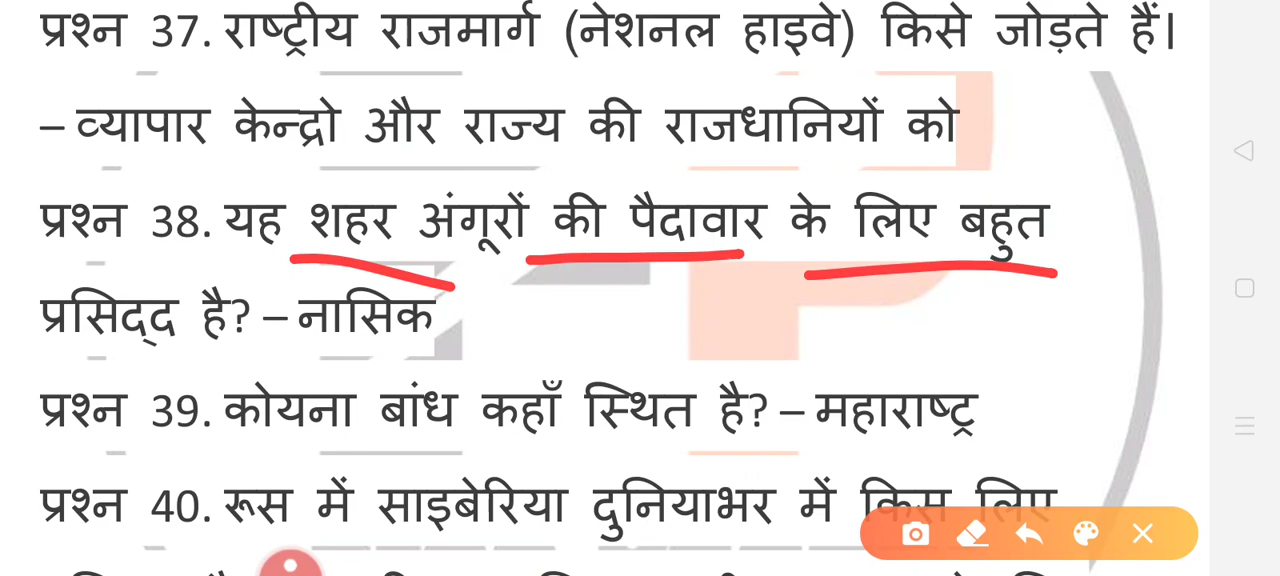 प्रश्न 37. राष्ट्रीय राजमार्ग (नेशनल हाइवे) किसे जोड़ते हैं।
– व्यापार केन्द्रो और राज्य की राजधानियों को
प्रश्न 38. यह शहर अंगूरों की पैदावार के लिए बहुत
प्रसिद्द है? – नासिक
प्रश्न 39. कोयना बांध कहाँ स्थित है? – महाराष्ट्र
प्रश्न 40. रूस में साइबेरिया दुनियाभर में किस लिए